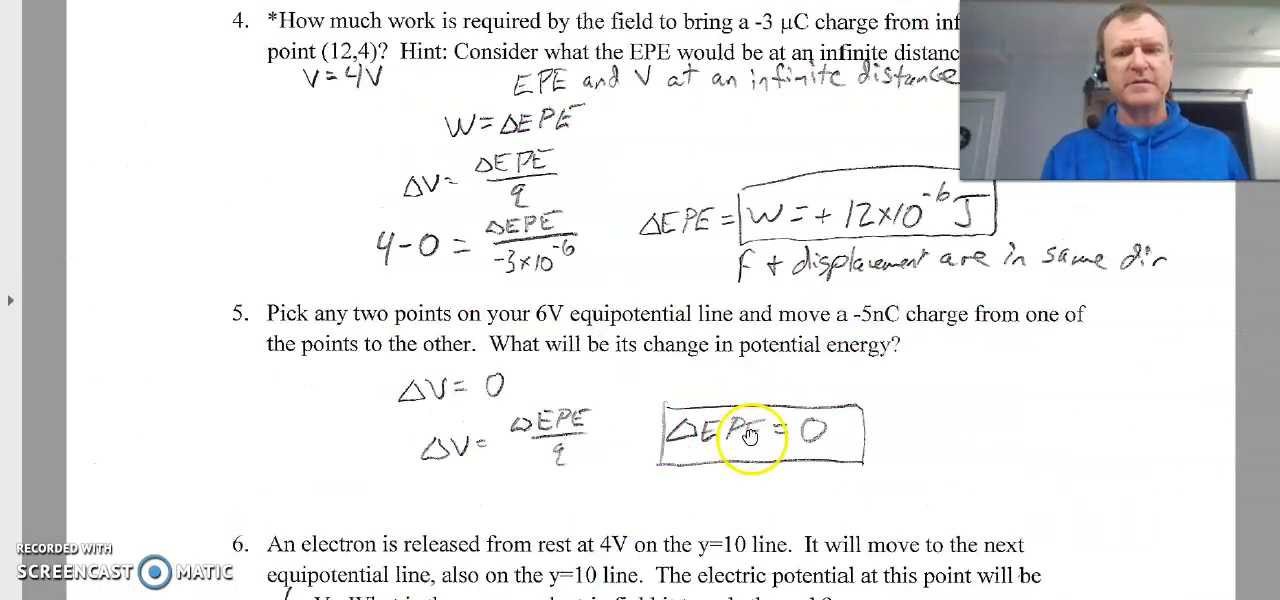 4. *How much work is required by the field to bring a -3 μC charge from inf
point (12,4)? Hint: Consider what the EPE would be at an infinite distanc
V = 4V EPE and V at an infinite distance
W = ΔEPE
ΔV = ΔEPE / q
4 - 0 = ΔEPE / -3×10⁻⁶
ΔEPE = W = + 12×10⁻⁶ J
F + displacement are in same dir
5. Pick any two points on your 6V equipotential line and move a -5nC charge from one of
the points to the other. What will be its change in potential energy?
ΔV = 0
ΔV = ΔEPE / q
ΔEPE = 0
6. An electron is released from rest at 4V on the y=10 line. It will move to the next
equipotential line, also on the y=10 line. The electric potential at this point will be
RECORDED WITH
SCREENCAST MATIC